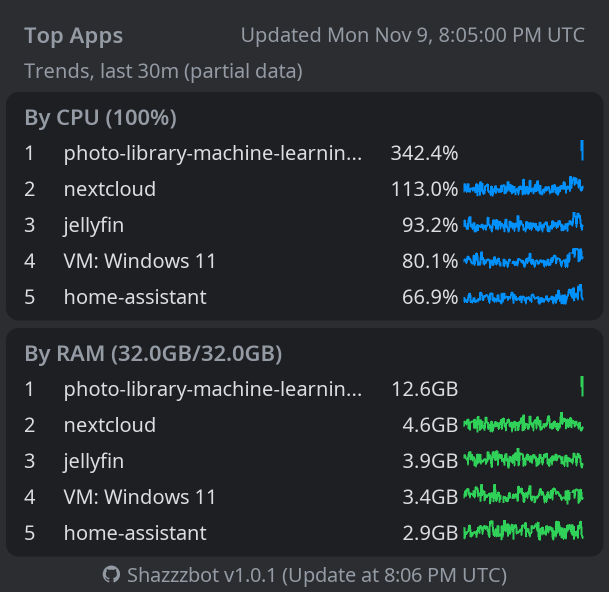 Top Apps Updated Mon Nov 9, 8:05:00 PM UTC
Trends, last 30m (partial data)
By CPU (100%)
1 photo-library-machine-learnin... 342.4%
2 nextcloud 113.0%
3 jellyfin 93.2%
4 VM: Windows 11 80.1%
5 home-assistant 66.9%
By RAM (32.0GB/32.0GB)
1 photo-library-machine-learnin... 12.6GB
2 nextcloud 4.6GB
3 jellyfin 3.9GB
4 VM: Windows 11 3.4GB
5 home-assistant 2.9GB
Shazzzbot v1.0.1 (Update at 8:06 PM UTC)